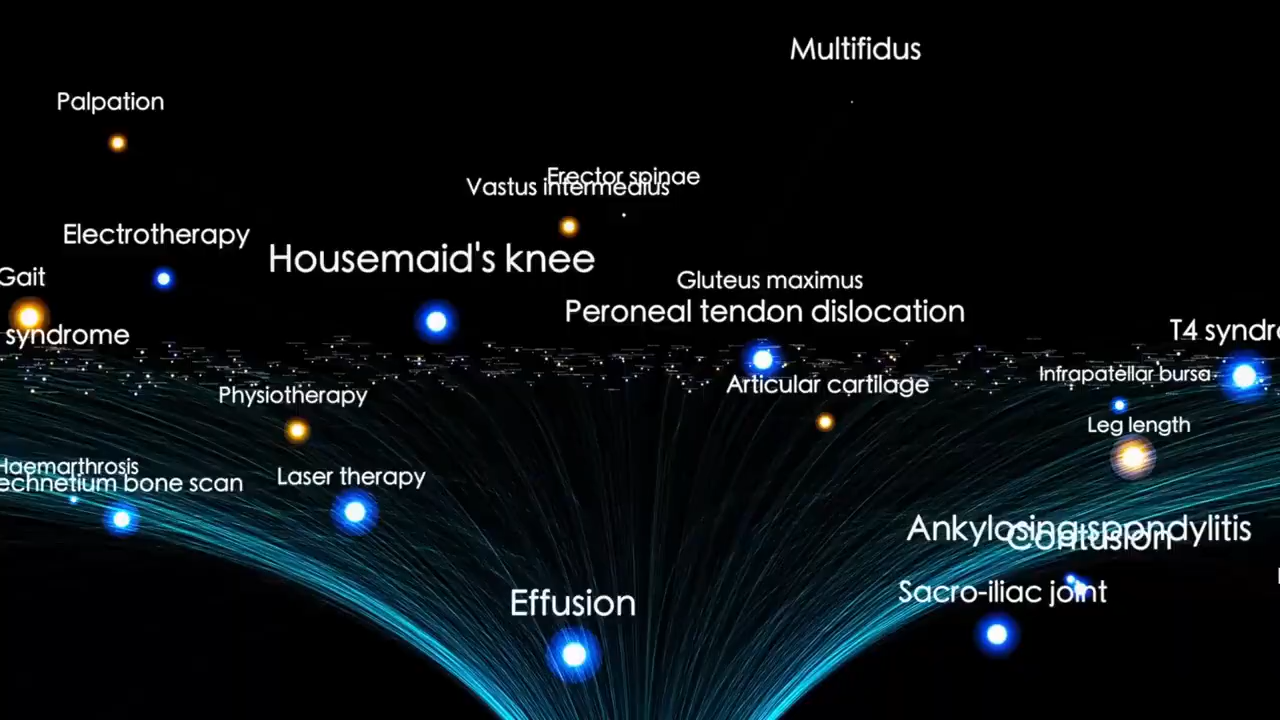 Multifidus
Palpation
Erector spinae
Vastus intermedius
Electrotherapy
Housemaid's knee
Gait
Gluteus maximus
Peroneal tendon dislocation
syndrome
T4 syndro
Infrapatellar bursa
Articular cartilage
Physiotherapy
Leg length
Haemarthrosis
echnetium bone scan
Laser therapy
Ankylosing spondylitis
Contusion
Sacro-iliac joint
Effusion